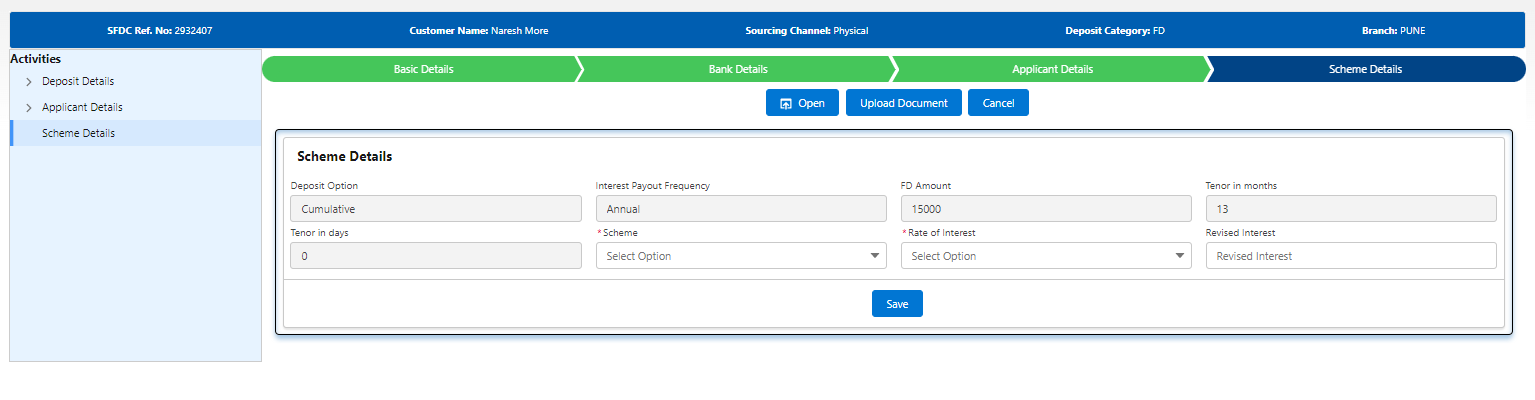 SFDC Ref. No: 2932407 Customer Name: Naresh More Sourcing Channel: Physical Deposit Category: FD Branch: PUNE
Activities
Deposit Details
Applicant Details
Scheme Details
Basic Details Bank Details Applicant Details Scheme Details
Open Upload Document Cancel
Scheme Details
Deposit Option Interest Payout Frequency FD Amount Tenor in months
Cumulative Annual 15000 13
Tenor in days *Scheme *Rate of Interest Revised Interest
0 Select Option Select Option Revised Interest
Save